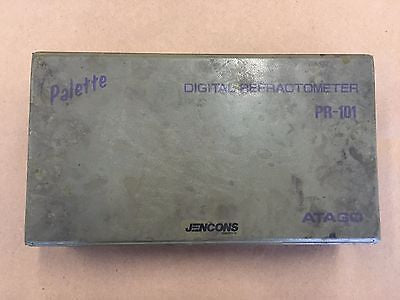 Palette
DIGITAL REFRACTOMETER
PR-101
JENCONS
ATAGO